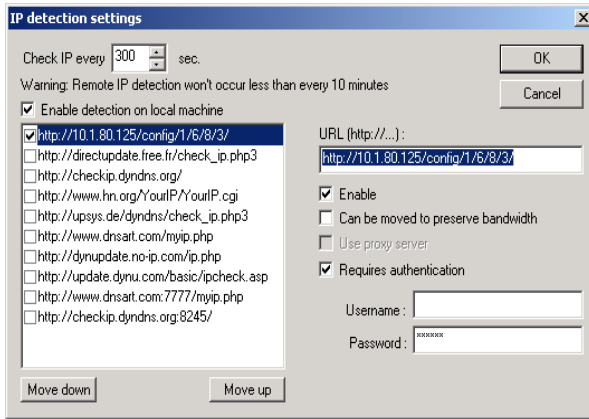 IP detection settings
Check IP every 300 sec.
Warning: Remote IP detection won't occur less than every 10 minutes
Enable detection on local machine
http://10.1.80.125/config/1/6/8/3/
http://directupdate.free.fr/check_ip.php3
http://checkip.dyndns.org/
http://www.hn.org/YourIP/YourIP.cgi
http://upsys.de/dyndns/check_ip.php3
http://www.dnsart.com/myip.php
http://dynupdate.no-ip.com/ip.php
http://update.dynu.com/basic/ipcheck.asp
http://www.dnsart.com:7777/myip.php
http://checkip.dyndns.org:8245/
Move down
Move up
OK
Cancel
URL (http://...) :
http://10.1.80.125/config/1/6/8/3/
Enable
Can be moved to preserve bandwidth
Use proxy server
Requires authentication
Username :
Password : ******